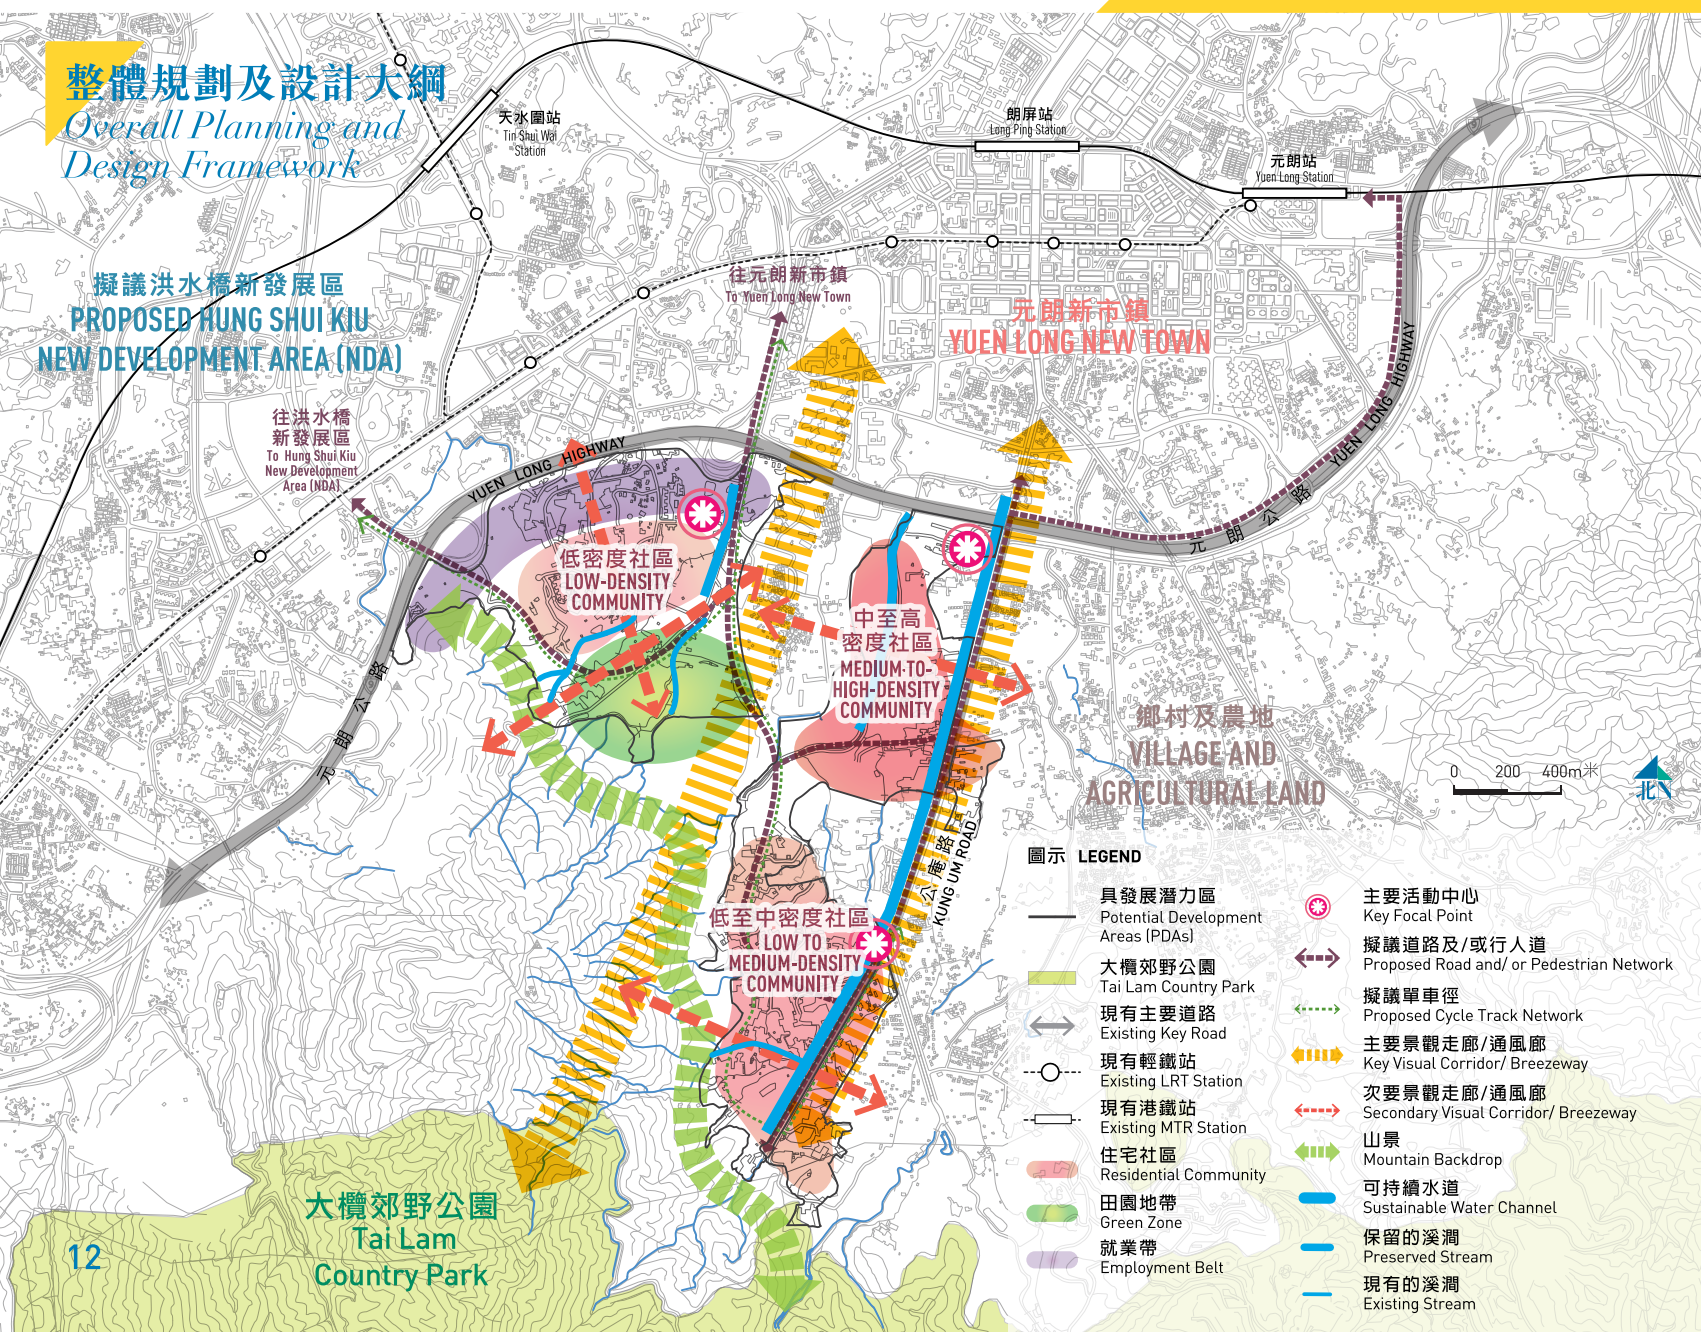 整體規劃及設計大綱
Overall Planning and
Design Framework
天水圍站
Tin Shui Wai
Station
朗屏站
Long Ping Station
元朗站
Yuen Long Station
擬議洪水橋新發展區
PROPOSED HUNG SHUI KIU
NEW DEVELOPMENT AREA (NDA)
往元朗新市鎮
To Yuen Long New Town
元朗新市鎮
YUEN LONG NEW TOWN
往洪水橋
新發展區
To Hung Shui Kiu
New Development
Area (NDA)
YUEN LONG HIGHWAY
YUEN LONG HIGHWAY
元朗公路
元朗公路
低密度社區
LOW-DENSITY
COMMUNITY
中至高
密度社區
MEDIUM-TO-
HIGH-DENSITY
COMMUNITY
鄉村及農地
VILLAGE AND
AGRICULTURAL LAND
0 200 400m米
北
公庵路
KUNG UM ROAD
低至中密度社區
LOW TO
MEDIUM-DENSITY
COMMUNITY
大欖郊野公園
Tai Lam
Country Park
12
圖示 LEGEND
具發展潛力區
Potential Development
Areas (PDAs)
大欖郊野公園
Tai Lam Country Park
現有主要道路
Existing Key Road
現有輕鐵站
Existing LRT Station
現有港鐵站
Existing MTR Station
住宅社區
Residential Community
田園地帶
Green Zone
就業帶
Employment Belt
主要活動中心
Key Focal Point
擬議道路及/或行人道
Proposed Road and/ or Pedestrian Network
擬議單車徑
Proposed Cycle Track Network
主要景觀走廊/通風廊
Key Visual Corridor/ Breezeway
次要景觀走廊/通風廊
Secondary Visual Corridor/ Breezeway
山景
Mountain Backdrop
可持續水道
Sustainable Water Channel
保留的溪澗
Preserved Stream
現有的溪澗
Existing Stream